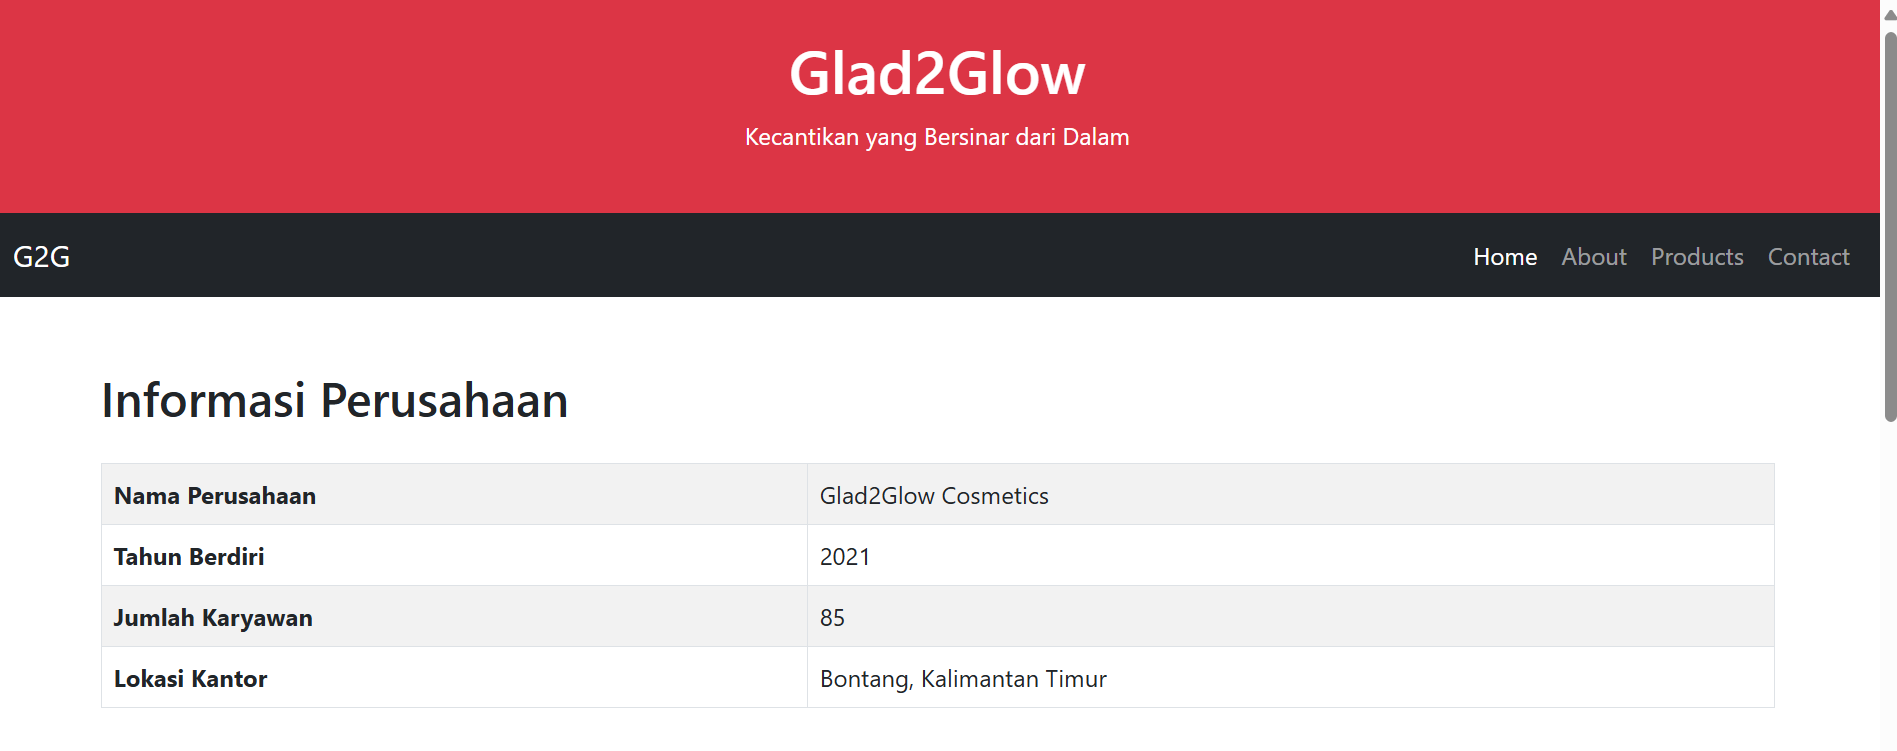 Glad2Glow
Kecantikan yang Bersinar dari Dalam
G2G Home About Products Contact
Informasi Perusahaan
Nama Perusahaan Glad2Glow Cosmetics
Tahun Berdiri 2021
Jumlah Karyawan 85
Lokasi Kantor Bontang, Kalimantan Timur